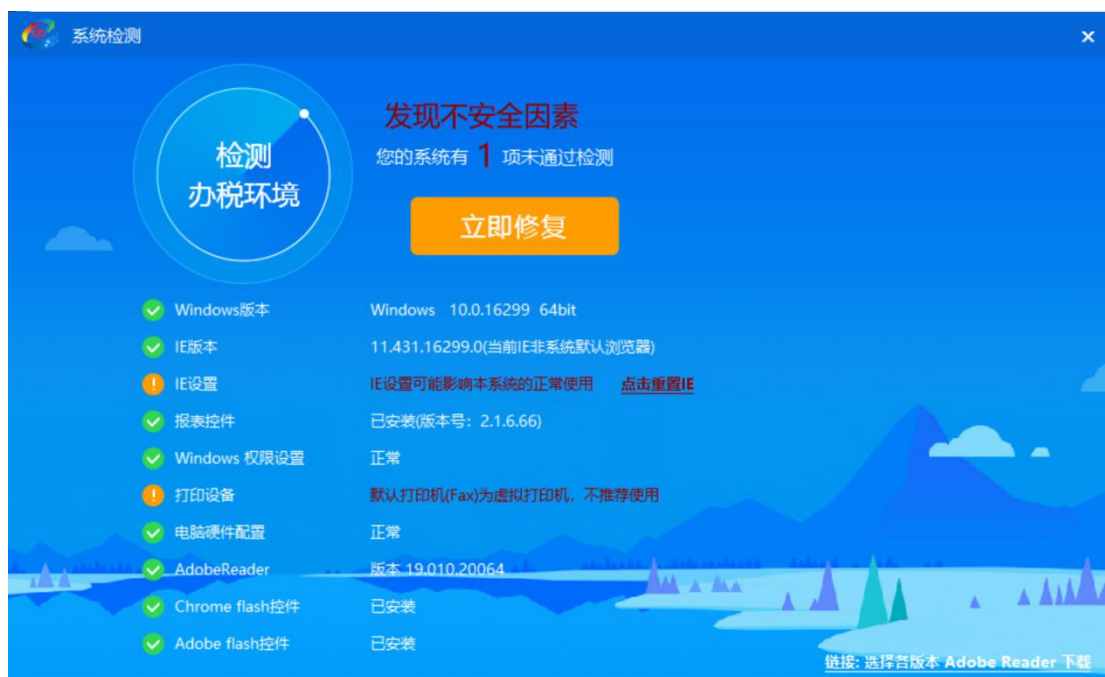 系统检测
检测
办税环境
发现不安全因素
您的系统有 1 项未通过检测
立即修复
Windows版本 Windows 10.0.16299 64bit
IE版本 11.431.16299.0(当前IE非系统默认浏览器)
IE设置 IE设置可能影响本系统的正常使用 点击重置IE
报表控件 已安装(版本号：2.1.6.66)
Windows 权限设置 正常
打印设备 默认打印机(Fax)为虚拟打印机，不推荐使用
电脑硬件配置 正常
AdobeReader 版本 19.010.20064
Chrome flash控件 已安装
Adobe flash控件 已安装
链接: 选择各版本 Adobe Reader 下载